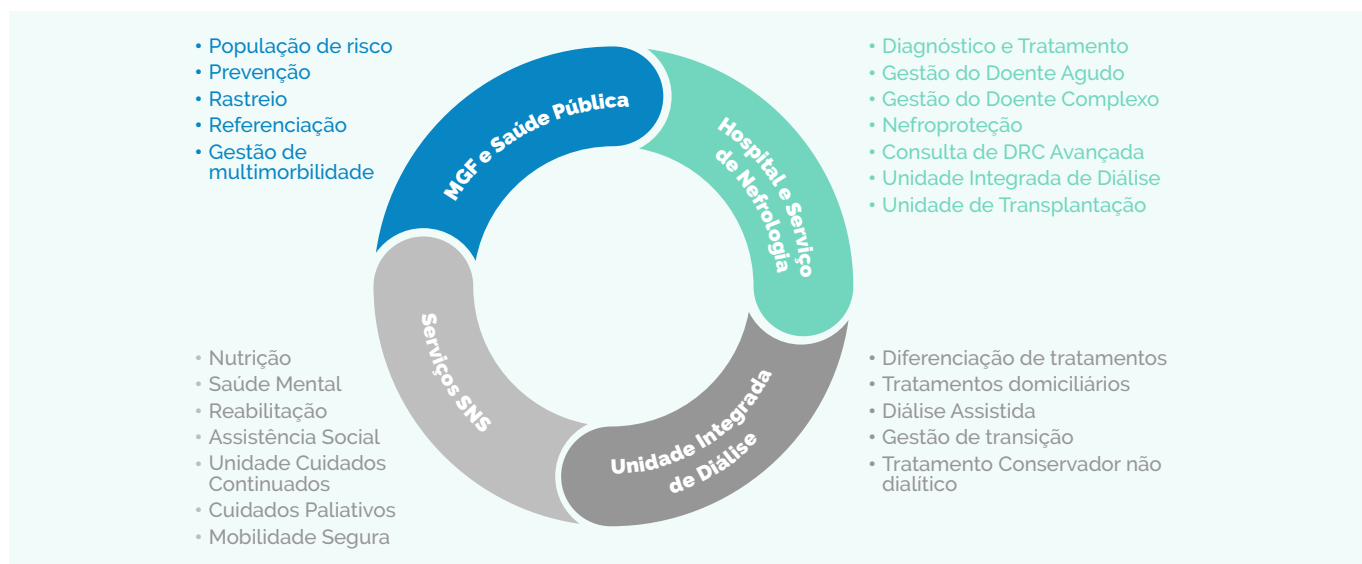 • População de risco
• Prevenção
• Rastreio
• Referenciação
• Gestão de
multimorbilidade
MGF e Saúde Pública
Hospital e Serviço
de Nefrologia
• Diagnóstico e Tratamento
• Gestão do Doente Agudo
• Gestão do Doente Complexo
• Nefroproteção
• Consulta de DRC Avançada
• Unidade Integrada de Diálise
• Unidade de Transplantação
• Nutrição
• Saúde Mental
• Reabilitação
• Assistência Social
• Unidade Cuidados
Continuados
• Cuidados Paliativos
• Mobilidade Segura
Serviços SNS
Unidade Integrada
de Diálise
• Diferenciação de tratamentos
• Tratamentos domiciliários
• Diálise Assistida
• Gestão de transição
• Tratamento Conservador não
dialítico